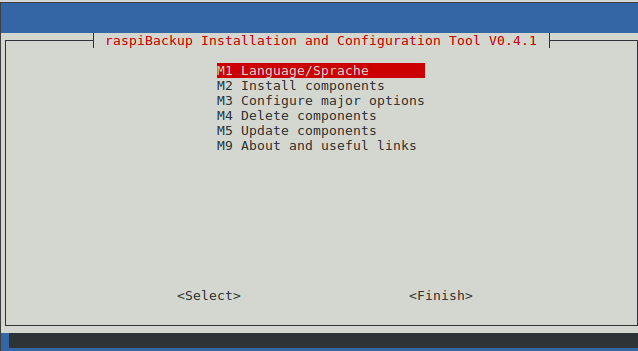 raspiBackup Installation and Configuration Tool V0.4.1
M1 Language/Sprache
M2 Install components
M3 Configure major options
M4 Delete components
M5 Update components
M9 About and useful links
<Select> <Finish>